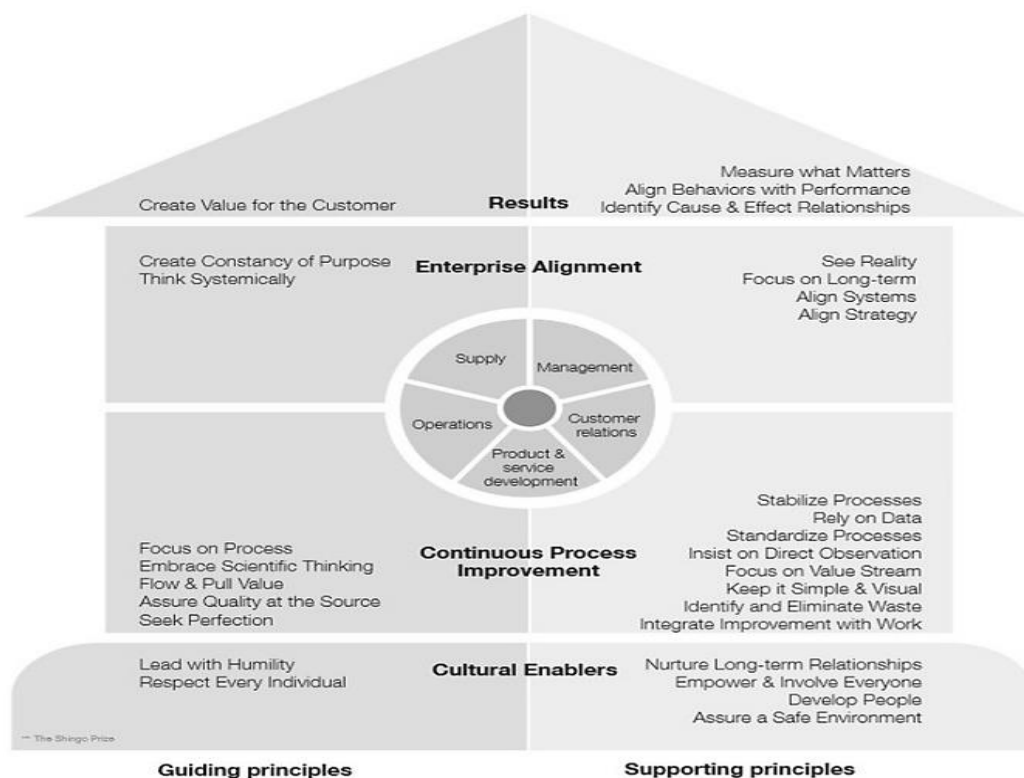 Create Value for the Customer
Results
Measure what Matters
Align Behaviors with Performance
Identify Cause & Effect Relationships
Create Constancy of Purpose
Think Systemically
Enterprise Alignment
See Reality
Focus on Long-term
Align Systems
Align Strategy
Supply
Management
Operations
Customer
relations
Product &
service
development
Focus on Process
Embrace Scientific Thinking
Flow & Pull Value
Assure Quality at the Source
Seek Perfection
Continuous Process
Improvement
Stabilize Processes
Rely on Data
Standardize Processes
Insist on Direct Observation
Focus on Value Stream
Keep it Simple & Visual
Identify and Eliminate Waste
Integrate Improvement with Work
Lead with Humility
Respect Every Individual
Cultural Enablers
Nurture Long-term Relationships
Empower & Involve Everyone
Develop People
Assure a Safe Environment
— The Shingo Prize
Guiding principles
Supporting principles